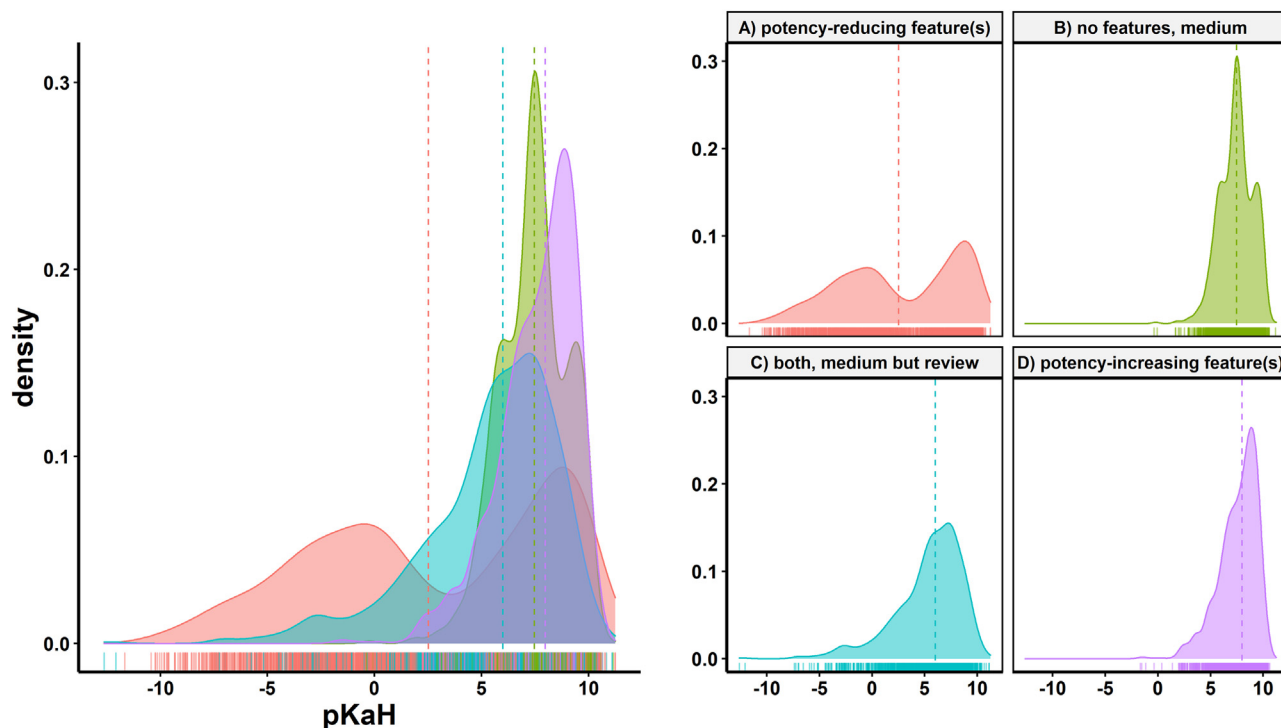 density
0.3
0.2
0.1
0.0
-10 -5 0 5 10
pKaH
A) potency-reducing feature(s)
B) no features, medium
0.3
0.2
0.1
0.0
C) both, medium but review
D) potency-increasing feature(s)
0.3
0.2
0.1
0.0
-10 -5 0 5 10
-10 -5 0 5 10